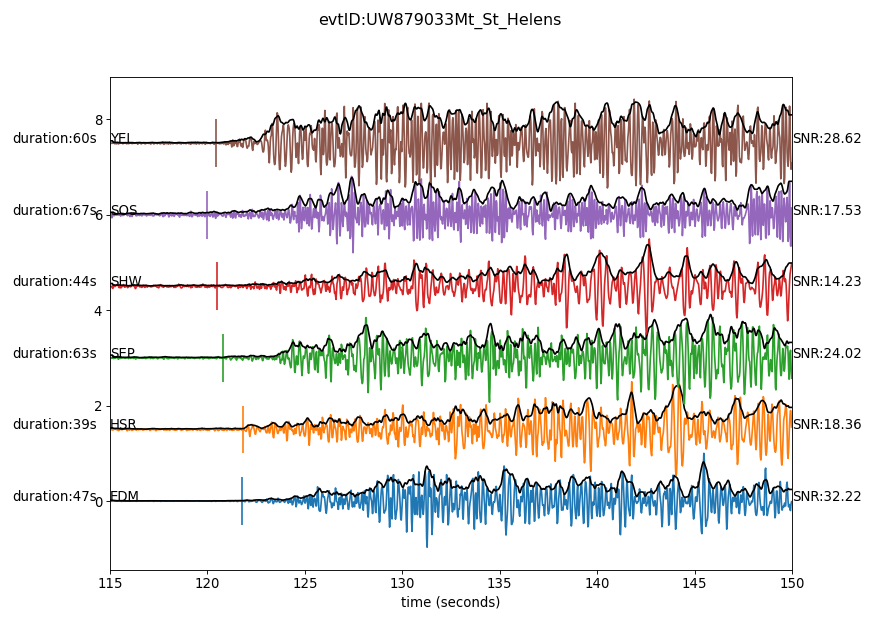 evtID:UW879033Mt_St_Helens
8
duration:60s YEL SNR:28.62
duration:67s SOS SNR:17.53
6
duration:44s SHW SNR:14.23
4
duration:63s SEP SNR:24.02
2
duration:39s HSR SNR:18.36
duration:47s EDM SNR:32.22
0
115 120 125 130 135 140 145 150
time (seconds)